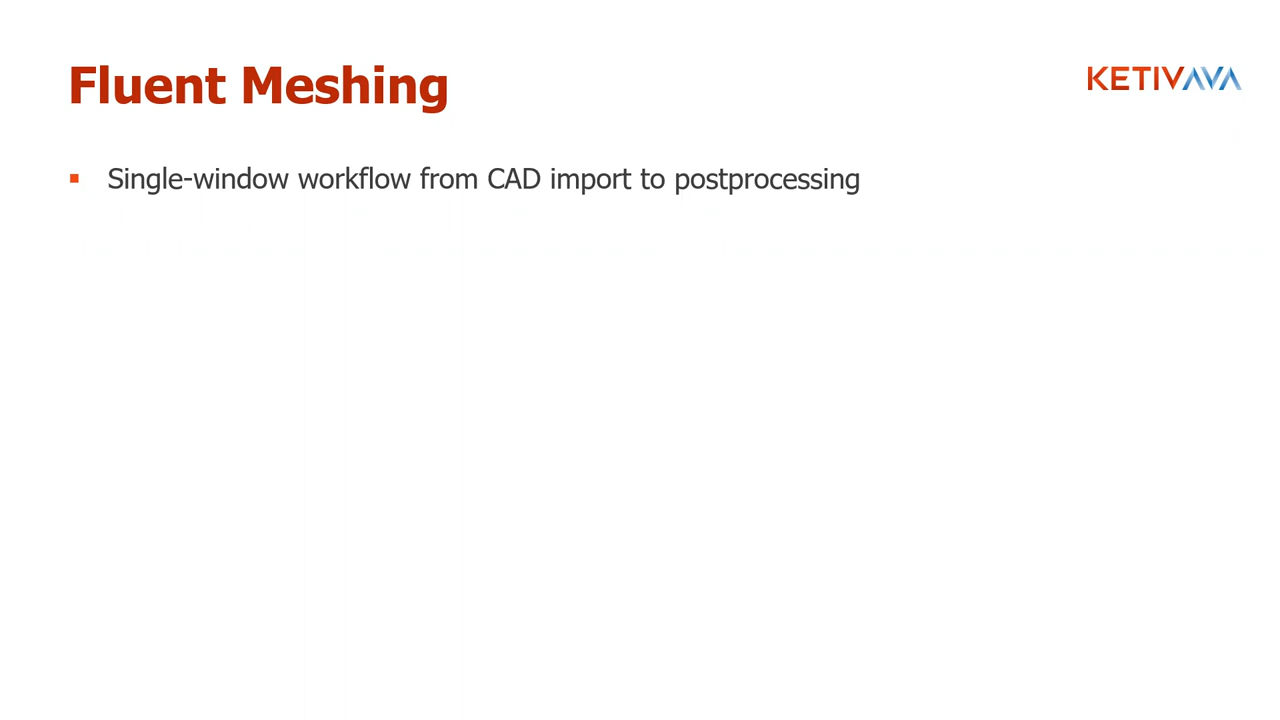 Fluent Meshing
KETIVAVA
▪ Single-window workflow from CAD import to postprocessing